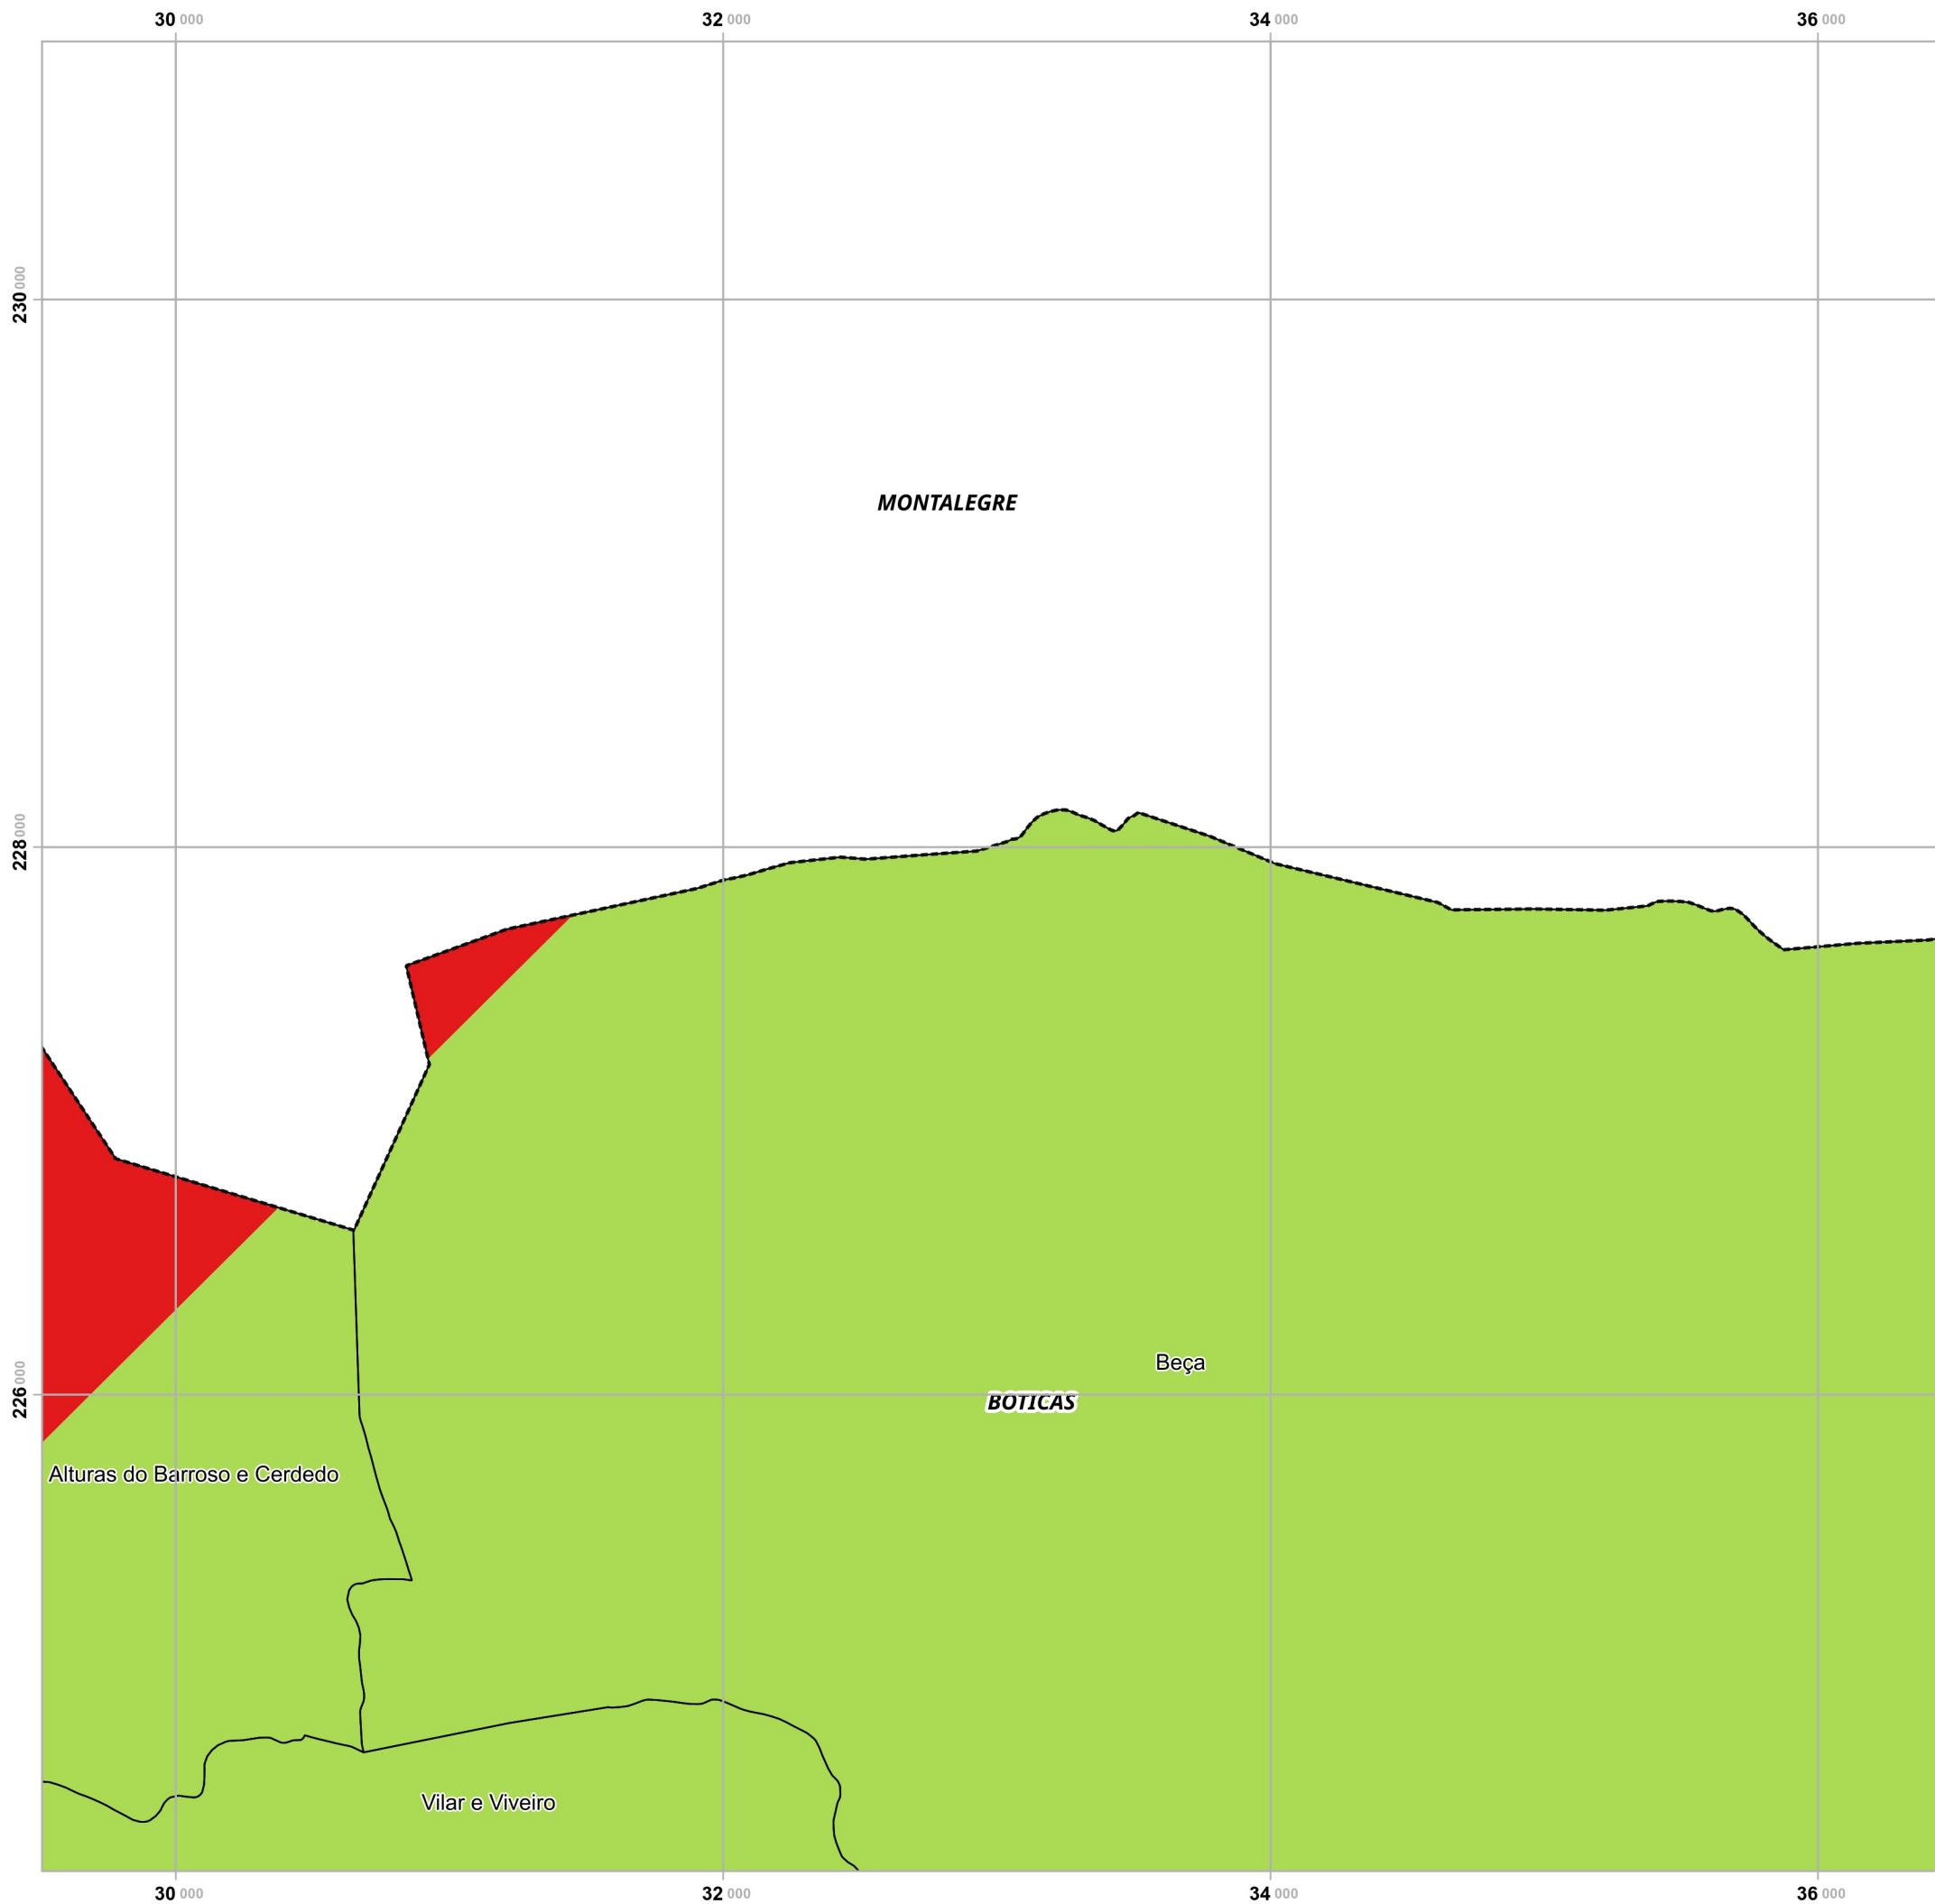 30 000 32 000 34 000 36 000
230 000
MONTALEGRE
228 000
Beça
226 000
BOTICAS
Alturas do Barroso e Cerdedo
Vilar e Viveiro
30 000 32 000 34 000 36 000